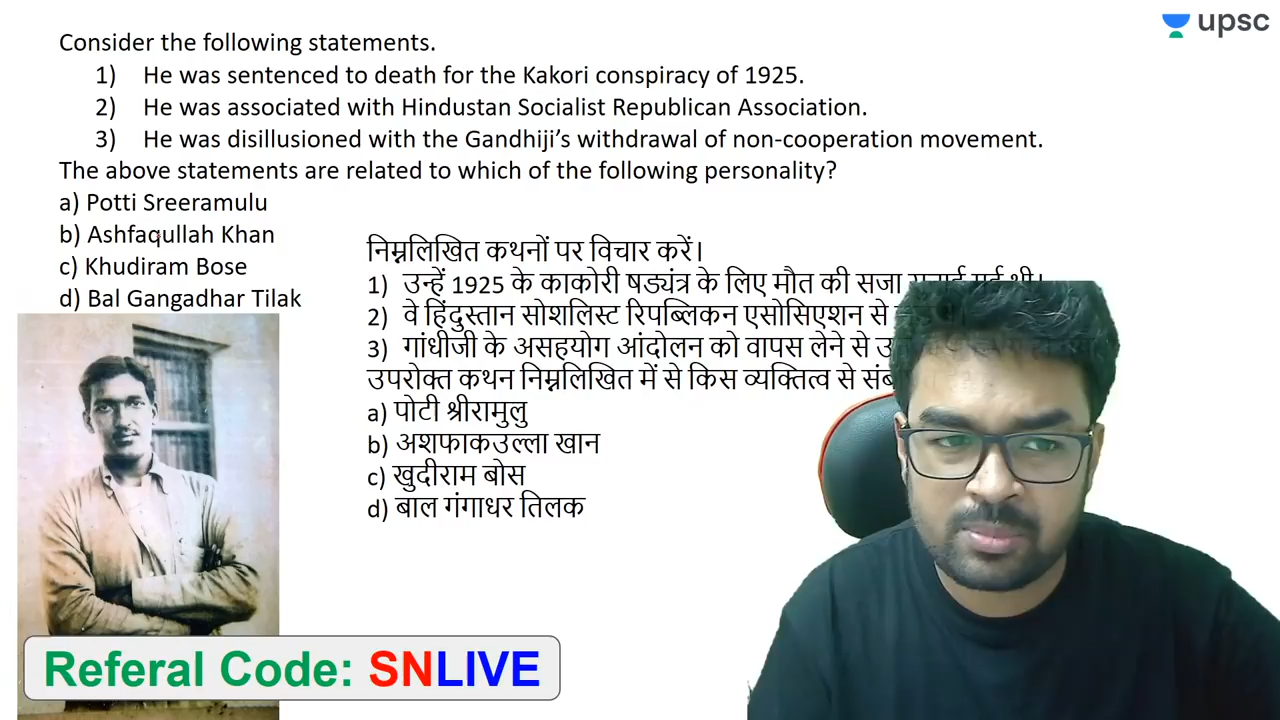 upsc
Consider the following statements.
1) He was sentenced to death for the Kakori conspiracy of 1925.
2) He was associated with Hindustan Socialist Republican Association.
3) He was disillusioned with the Gandhiji’s withdrawal of non-cooperation movement.
The above statements are related to which of the following personality?
a) Potti Sreeramulu
b) Ashfaqullah Khan
c) Khudiram Bose
d) Bal Gangadhar Tilak
निम्नलिखित कथनों पर विचार करें।
1) उन्हें 1925 के काकोरी षड्यंत्र के लिए मौत की सजा
2) वे हिंदुस्तान सोशलिस्ट रिपब्लिकन एसोसिएशन से
3) गांधीजी के असहयोग आंदोलन को वापस लेने से
उपरोक्त कथन निम्नलिखित में से किस व्यक्तित्व से
a) पोटी श्रीरामुलु
b) अशफाकउल्ला खान
c) खुदीराम बोस
d) बाल गंगाधर तिलक
Referal Code: SNLIVE